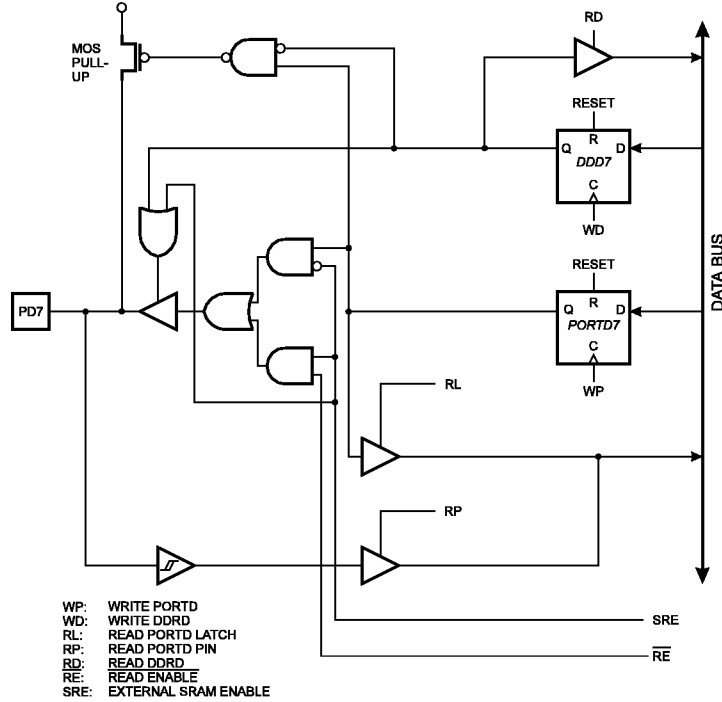 RD
MOS
PULL-
UP
RESET
R
Q
D
DDD7
C
WD
DATA BUS
RESET
PD7
R
Q
D
PORTD7
C
WP
RL
RP
WP: WRITE PORTD
WD: WRITE DDRD
RL: READ PORTD LATCH
RP: READ PORTD PIN
RD: READ DDRD
RE: READ ENABLE
SRE: EXTERNAL SRAM ENABLE
SRE
RE